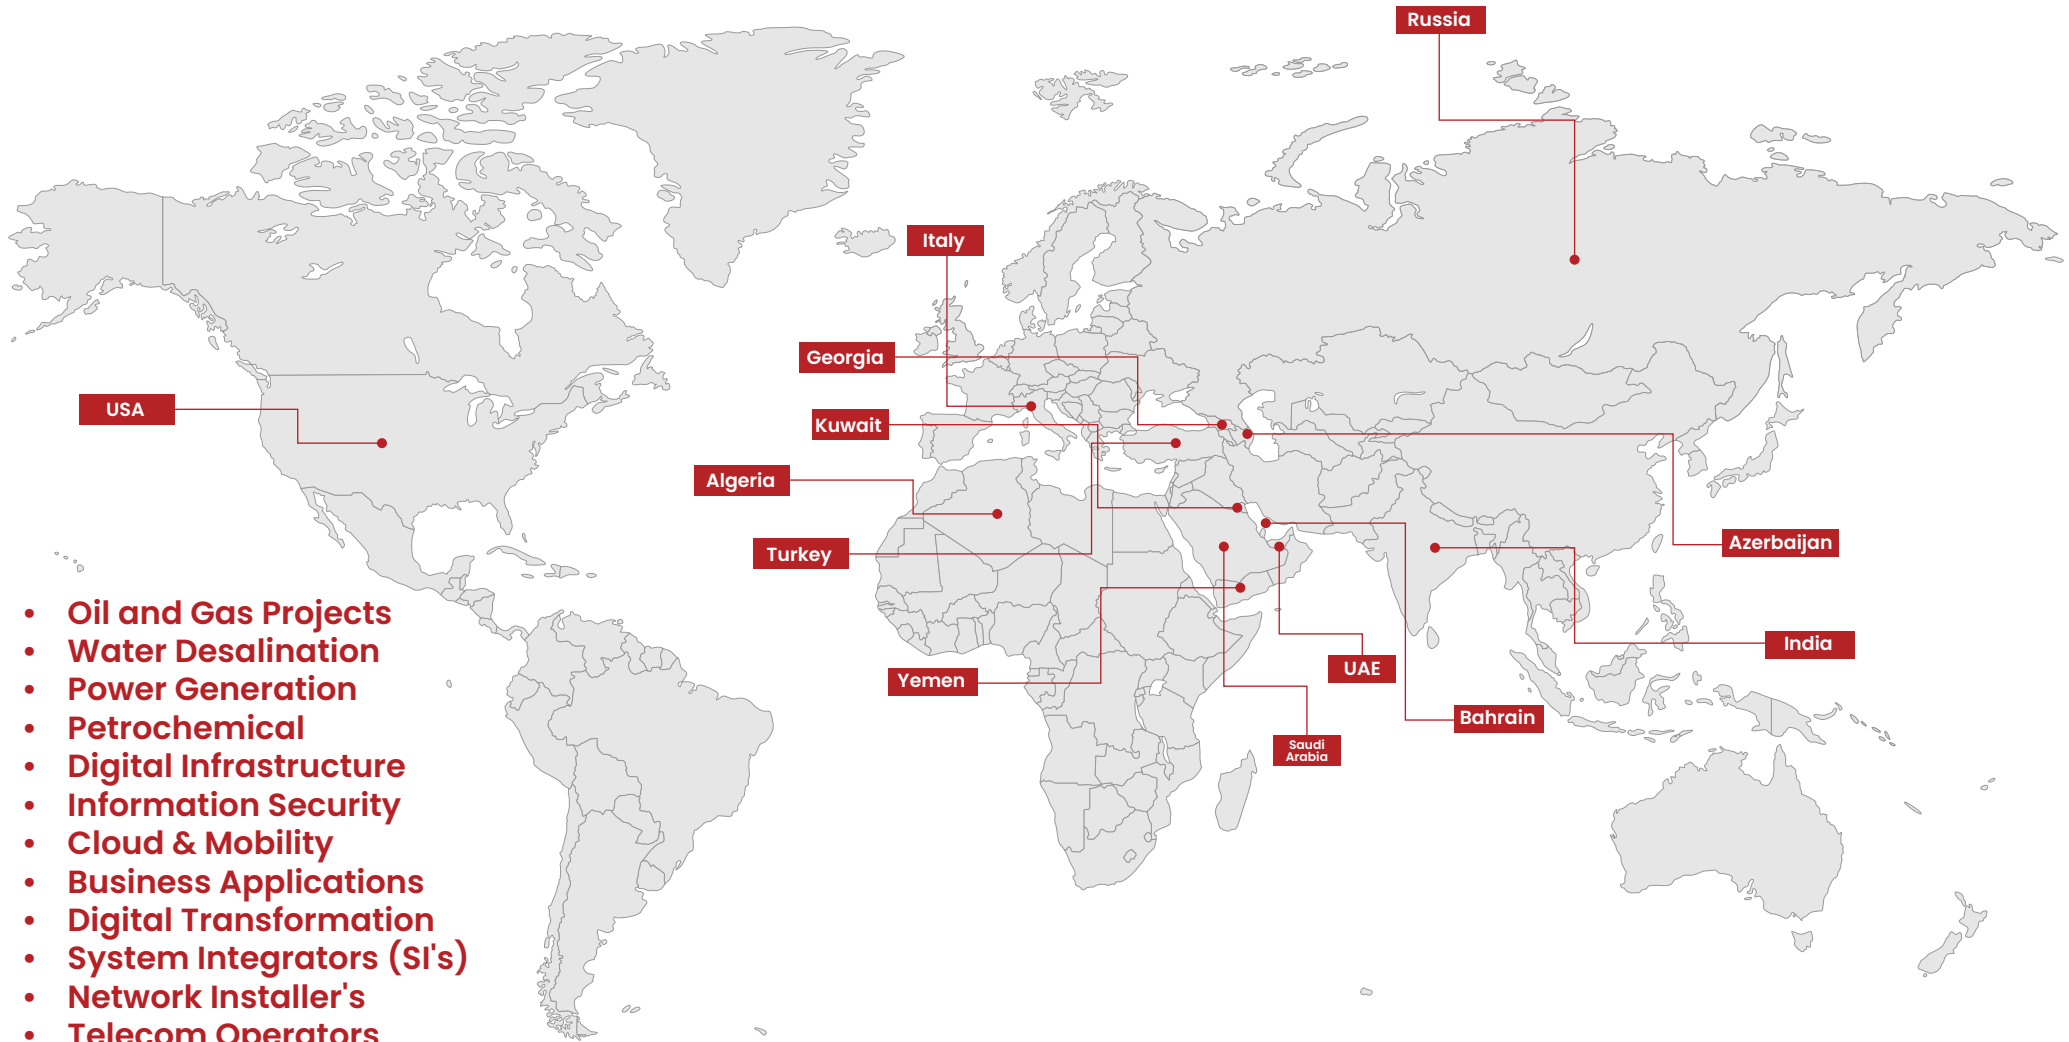 Russia
Italy
Georgia
USA
Kuwait
Algeria
Turkey
Azerbaijan
India
Yemen
UAE
Bahrain
Saudi
Arabia
• Oil and Gas Projects
• Water Desalination
• Power Generation
• Petrochemical
• Digital Infrastructure
• Information Security
• Cloud & Mobility
• Business Applications
• Digital Transformation
• System Integrators (SI's)
• Network Installer's
• Telecom Operators